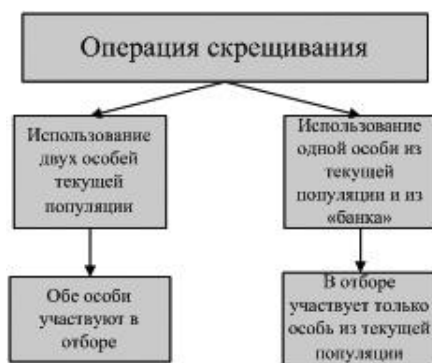 Операция скрещивания
Использование
двух особей
текущей
популяции
Использование
одной особи из
текущей
популяции и из
«банка»
Обе особи
участвуют в
отборе
В отборе
участвует только
особь из текущей
популяции